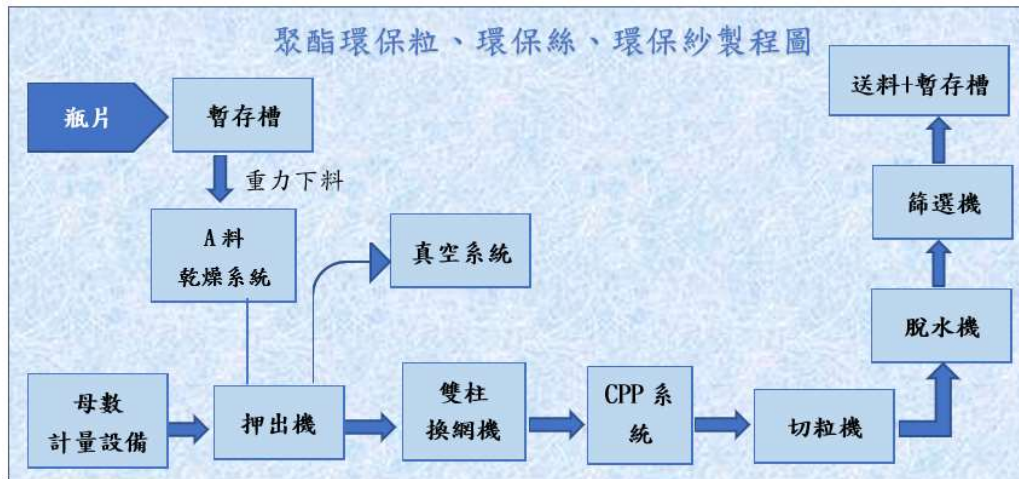 聚酯環保粒、環保絲、環保紗製程圖
瓶片
暫存槽
送料+暫存槽
重力下料
篩選機
A料
乾燥系統
真空系統
脫水機
母數
計量設備
押出機
雙柱
換網機
CPP 系
統
切粒機